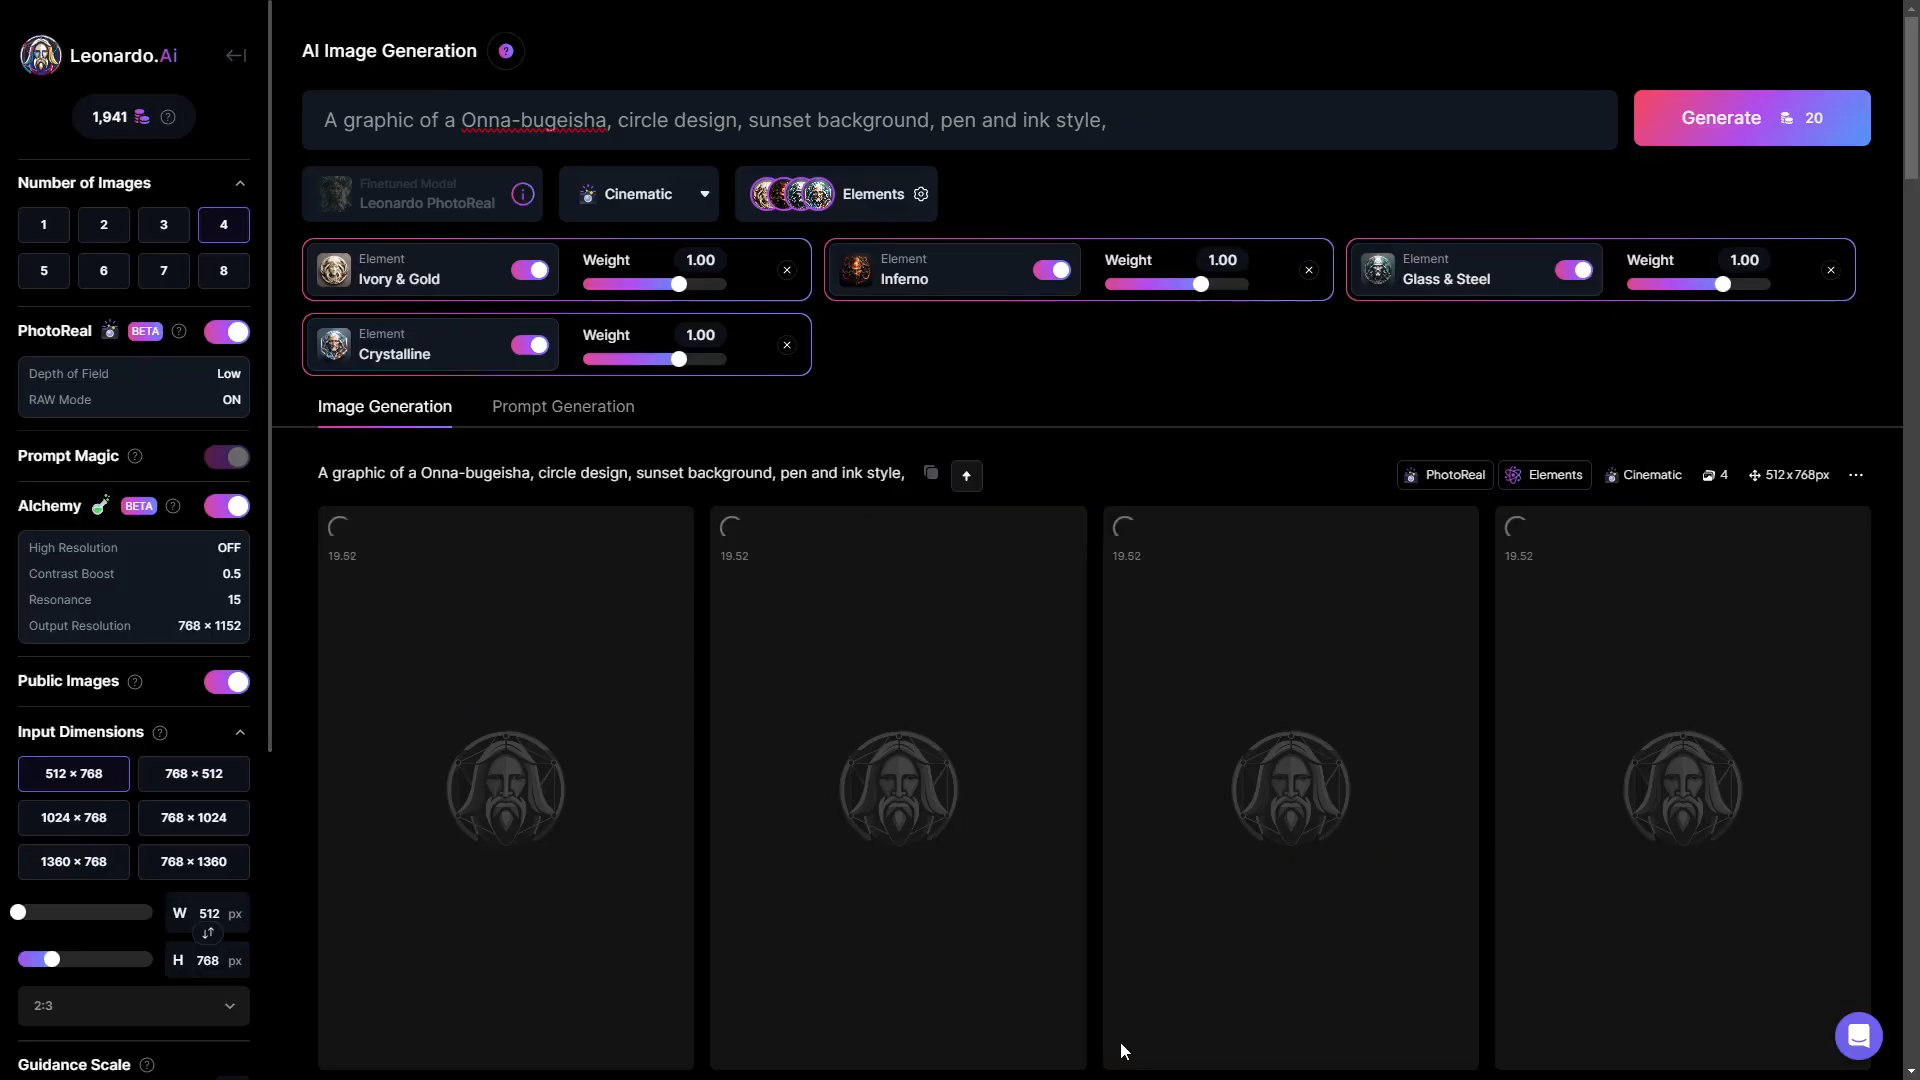 Leonardo.Ai
1,941
Number of Images
1 2 3 4
5 6 7 8
PhotoReal BETA
Depth of Field Low
RAW Mode ON
Prompt Magic
Alchemy BETA
High Resolution OFF
Contrast Boost 0.5
Resonance 15
Output Resolution 768 × 1152
Public Images
Input Dimensions
512 × 768 768 × 512
1024 × 768 768 × 1024
1360 × 768 768 × 1360
W 512 px
H 768 px
2:3
Guidance Scale
AI Image Generation
A graphic of a Onna-bugeisha, circle design, sunset background, pen and ink style,
Generate 20
Finetuned Modal
Leonardo PhotoReal
Cinematic
Elements
Element
Ivory & Gold
Weight 1.00
Element
Inferno
Weight 1.00
Element
Glass & Steel
Weight 1.00
Element
Crystalline
Weight 1.00
Image Generation Prompt Generation
A graphic of a Onna-bugeisha, circle design, sunset background, pen and ink style,
PhotoReal Elements Cinematic 4 512x768px
19.52 19.52 19.52 19.52